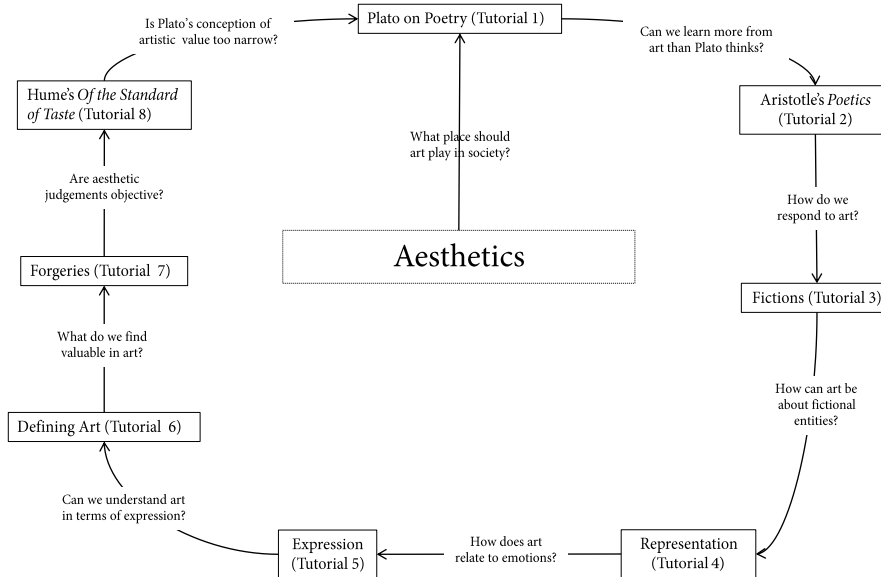 Plato on Poetry (Tutorial 1)
Can we learn more from
art than Plato thinks?
Aristotle's Poetics
(Tutorial 2)
How do we
respond to art?
Fictions (Tutorial 3)
How can art be
about fictional
entities?
Representation
(Tutorial 4)
How does art
relate to emotions?
Expression
(Tutorial 5)
Can we understand art
in terms of expression?
Defining Art (Tutorial 6)
What do we find
valuable in art?
Forgeries (Tutorial 7)
Are aesthetic
judgements objective?
Hume's Of the Standard
of Taste (Tutorial 8)
Is Plato's conception of
artistic value too narrow?
What place should
art play in society?
Aesthetics